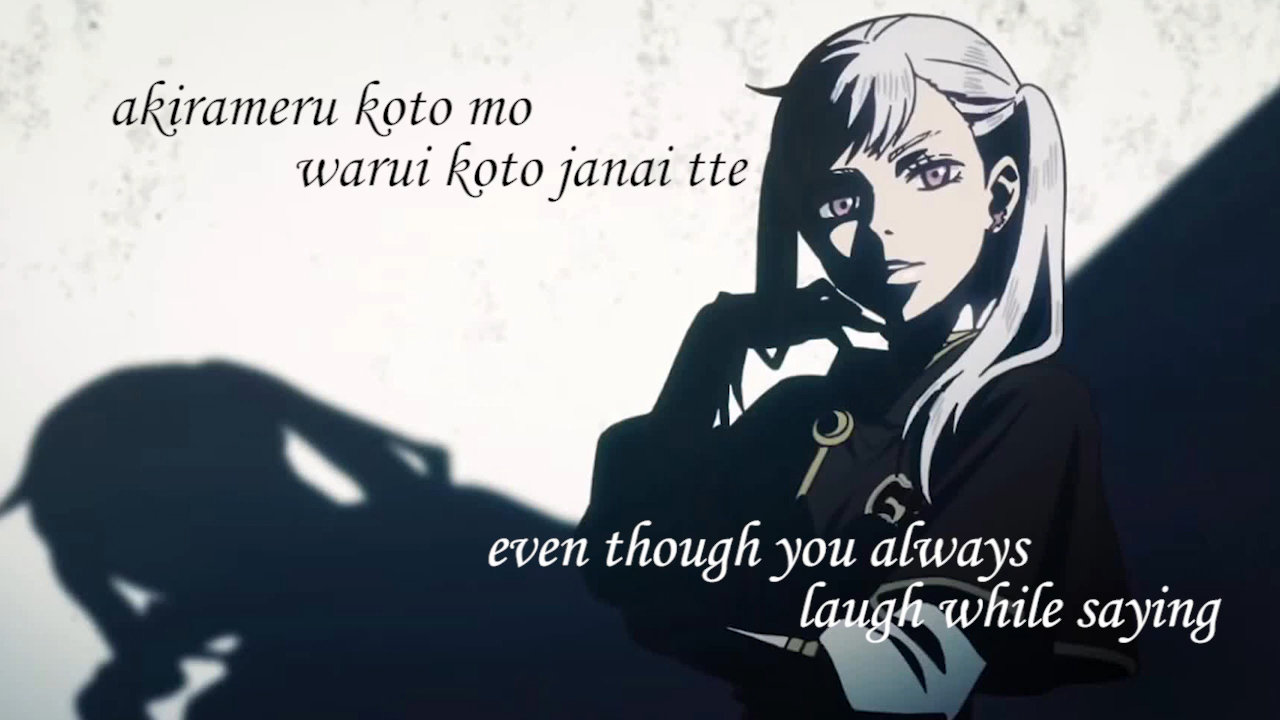 akirameru koto mo
warui koto janai tte
even though you always
laugh while saying